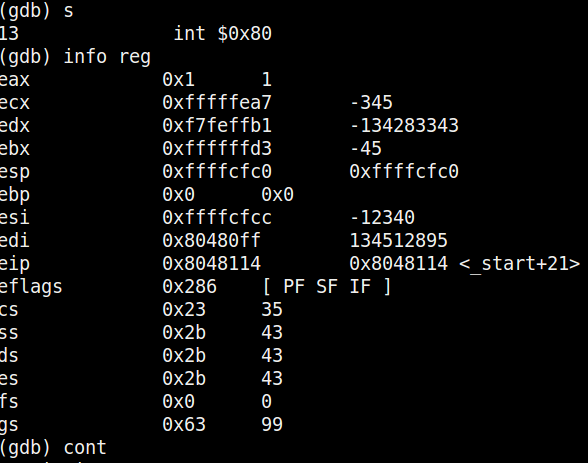 (gdb) s
13 int $0x80
(gdb) info reg
eax 0x1 1
ecx 0xfffffea7 -345
edx 0xf7feffb1 -134283343
ebx 0xffffffd3 -45
esp 0xffffcfc0 0xffffcfc0
ebp 0x0 0x0
esi 0xffffcfcc -12340
edi 0x80480ff 134512895
eip 0x8048114 0x8048114 <_start+21>
eflags 0x286 [ PF SF IF ]
cs 0x23 35
ss 0x2b 43
ds 0x2b 43
es 0x2b 43
fs 0x0 0
gs 0x63 99
(gdb) cont